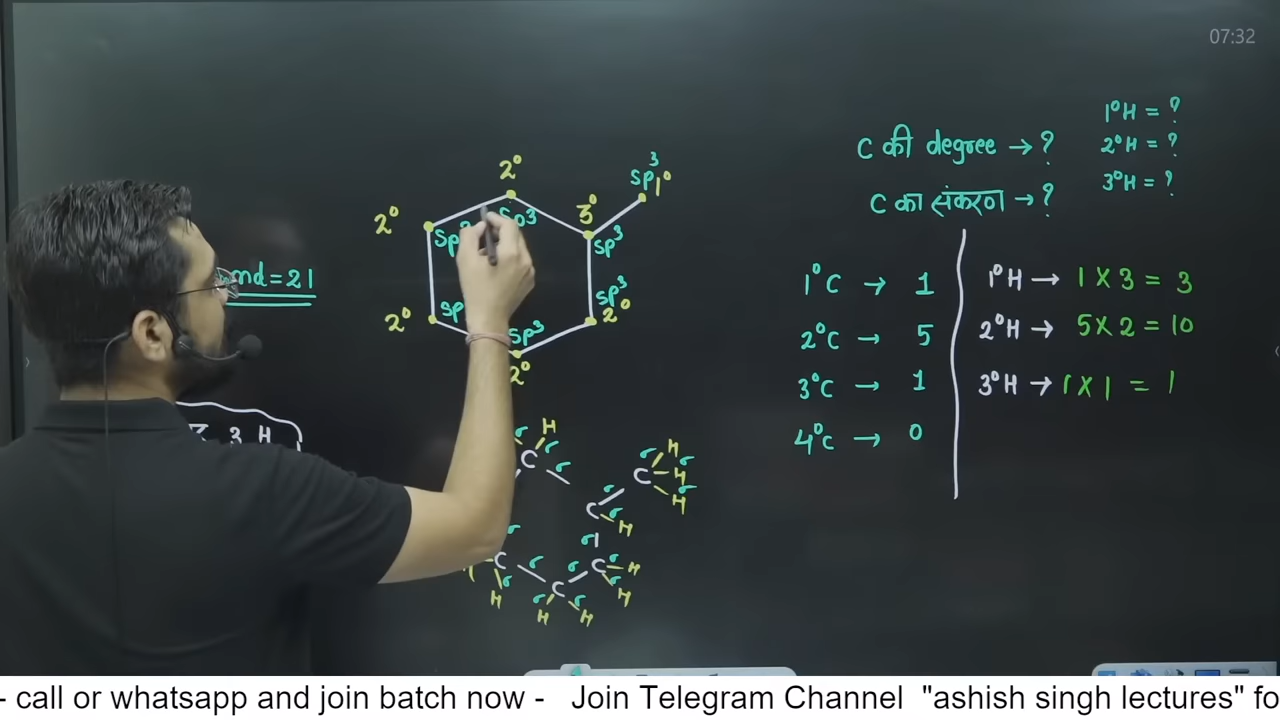 07:32
C की degree → ?
C का संकरण → ?
1°H = ?
2°H = ?
3°H = ?
2°
2°
3°
sp3
1°
sp3
sp3
sp3
2°
2°
sp3
2°
md=21
3 H
1°C → 1
2°C → 5
3°C → 1
4°C → 0
1°H → 1 X 3 = 3
2°H → 5 X 2 = 10
3°H → 1 X 1 = 1
σ H
C σ σ
σ H
C σ H
σ H
σ C σ H
σ
C σ σ C σ H
σ H
σ C σ H
H H H
- call or whatsapp and join batch now - Join Telegram Channel "ashish singh lectures" fo